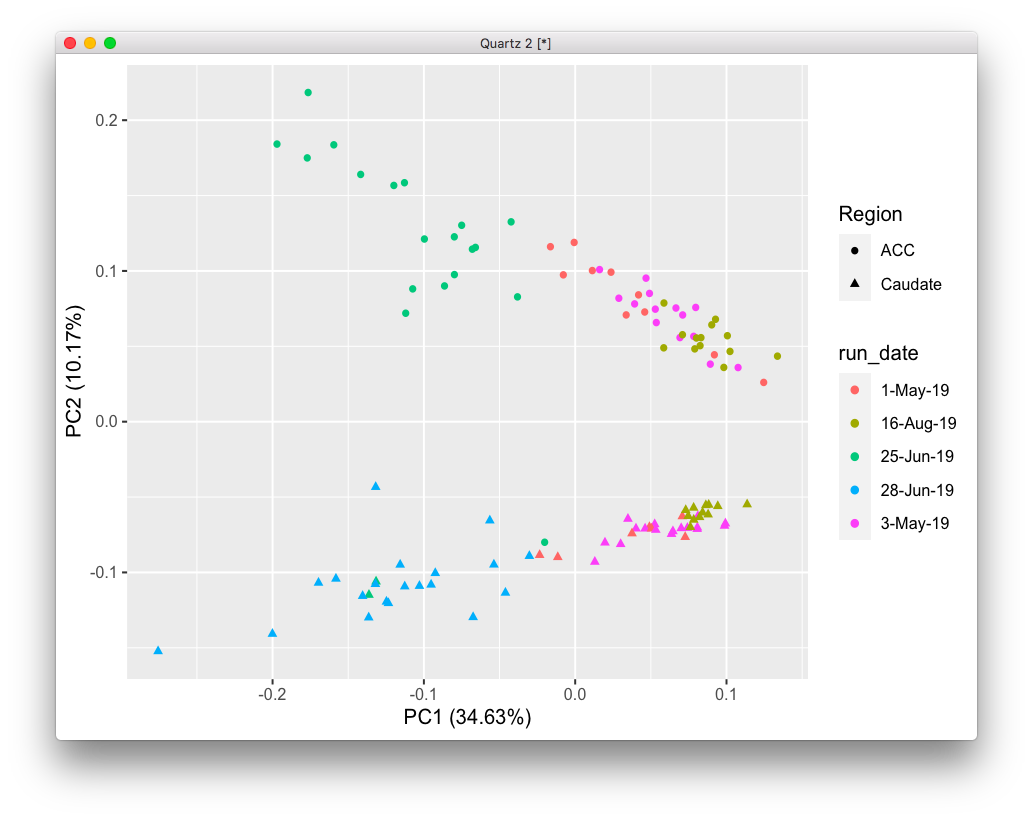 Quartz 2 [*]
0.2
0.1
0.0
-0.1
PC2 (10.17%)
-0.2
-0.1
0.0
0.1
PC1 (34.63%)
Region
ACC
Caudate
run_date
1-May-19
16-Aug-19
25-Jun-19
28-Jun-19
3-May-19